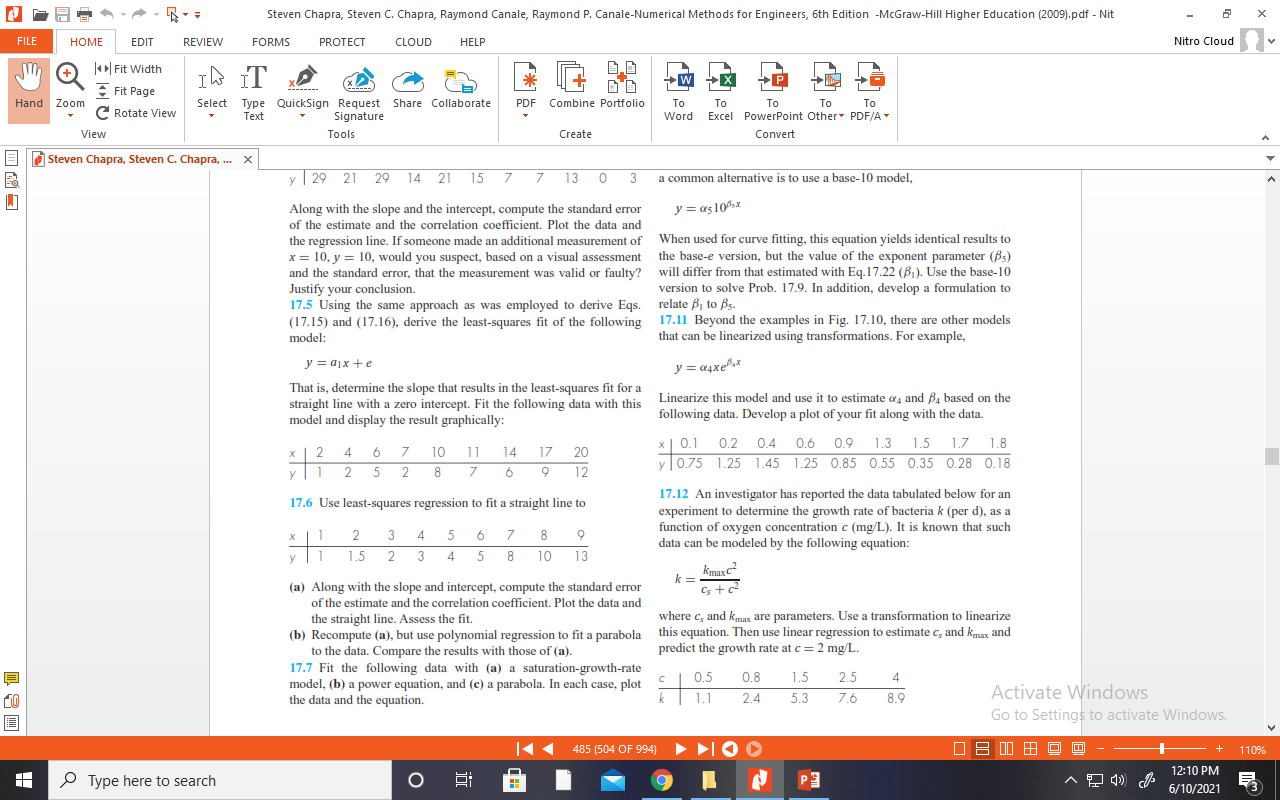 Steven Chapra, Steven C. Chapra, Raymond Canale, Raymond P. Canale-Numerical Methods for Engineers, 6th Edition -McGraw-Hill Higher Education (2009).pdf - Nit
FILE HOME EDIT REVIEW FORMS PROTECT CLOUD HELP Nitro Cloud
Hand
Zoom
Fit Width
Fit Page
Rotate View
View
Select
Type Text
QuickSign
Request Signature
Share
Collaborate
Tools
PDF
Combine
Portfolio
Create
To Word
To Excel
To PowerPoint
To Other
To PDF/A
Convert
Steven Chapra, Steven C. Chapra, ... ×
y 29 21 29 14 21 15 7 7 13 0 3
Along with the slope and the intercept, compute the standard error
of the estimate and the correlation coefficient. Plot the data and
the regression line. If someone made an additional measurement of
x = 10, y = 10, would you suspect, based on a visual assessment
and the standard error, that the measurement was valid or faulty?
Justify your conclusion.
17.5 Using the same approach as was employed to derive Eqs.
(17.15) and (17.16), derive the least-squares fit of the following
model:
y = a₁x + e
That is, determine the slope that results in the least-squares fit for a
straight line with a zero intercept. Fit the following data with this
model and display the result graphically:
x 2 4 6 7 10 11 14 17 20
y 1 2 5 2 8 7 6 9 12
17.6 Use least-squares regression to fit a straight line to
x 1 2 3 4 5 6 7 8 9
y 1 1.5 2 3 4 5 8 10 13
(a) Along with the slope and intercept, compute the standard error
of the estimate and the correlation coefficient. Plot the data and
the straight line. Assess the fit.
(b) Recompute (a), but use polynomial regression to fit a parabola
to the data. Compare the results with those of (a).
17.7 Fit the following data with (a) a saturation-growth-rate
model, (b) a power equation, and (c) a parabola. In each case, plot
the data and the equation.
a common alternative is to use a base-10 model,
y = α₅10^β₅x
When used for curve fitting, this equation yields identical results to
the base-e version, but the value of the exponent parameter (β₅)
will differ from that estimated with Eq.17.22 (β₁). Use the base-10
version to solve Prob. 17.9. In addition, develop a formulation to
relate β₁ to β₅.
17.11 Beyond the examples in Fig. 17.10, there are other models
that can be linearized using transformations. For example,
y = α₄xe^β₄x
Linearize this model and use it to estimate α₄ and β₄ based on the
following data. Develop a plot of your fit along with the data.
x 0.1 0.2 0.4 0.6 0.9 1.3 1.5 1.7 1.8
y 0.75 1.25 1.45 1.25 0.85 0.55 0.35 0.28 0.18
17.12 An investigator has reported the data tabulated below for an
experiment to determine the growth rate of bacteria k (per d), as a
function of oxygen concentration c (mg/L). It is known that such
data can be modeled by the following equation:
k = kmax c² / cs + c²
where cs and kmax are parameters. Use a transformation to linearize
this equation. Then use linear regression to estimate cs and kmax and
predict the growth rate at c = 2 mg/L.
c 0.5 0.8 1.5 2.5 4
k 1.1 2.4 5.3 7.6 8.9
Activate Windows
Go to Settings to activate Windows.
485 (504 OF 994)
110%
Type here to search
12:10 PM
6/10/2021
3